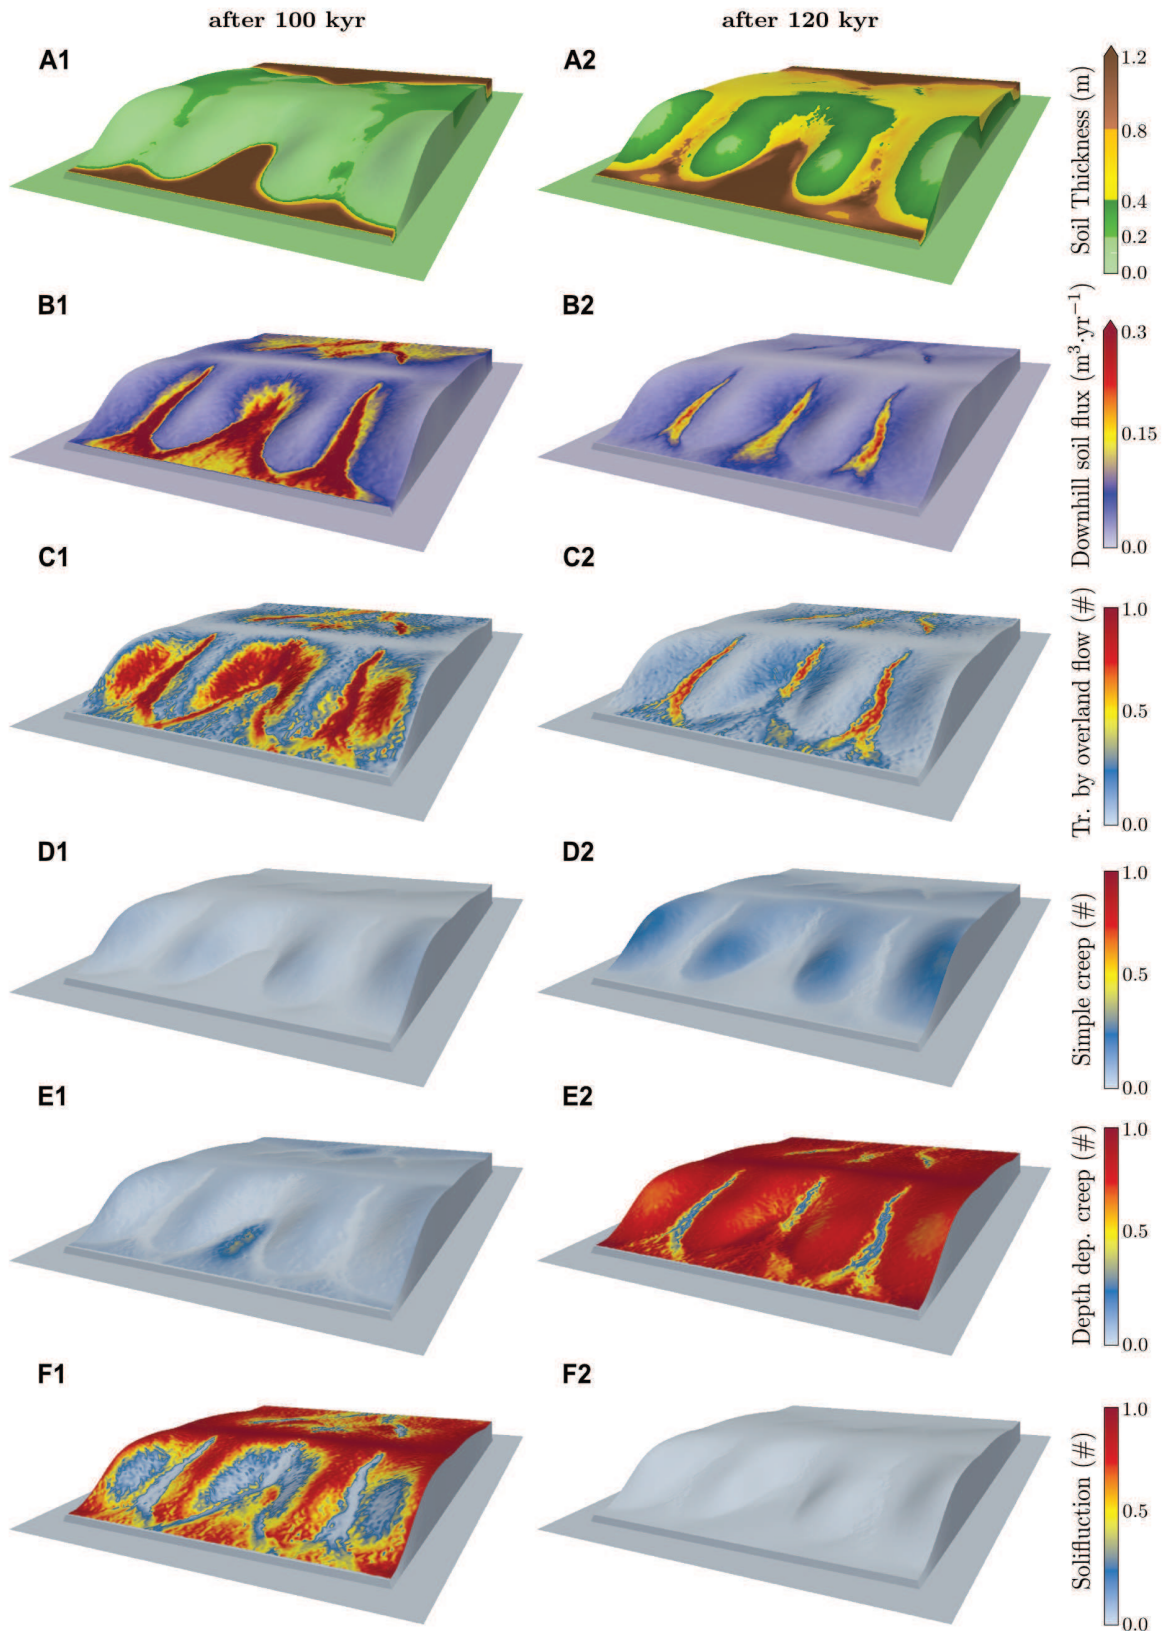 after 100 kyr after 120 kyr
A1 A2
Soil Thickness (m)
1.2
0.8
0.4
0.2
0.0
B1 B2
Downhill soil flux (m³·yr⁻¹)
0.3
0.15
0.0
C1 C2
Tr. by overland flow (#)
1.0
0.5
0.0
D1 D2
Simple creep (#)
1.0
0.5
0.0
E1 E2
Depth dep. creep (#)
1.0
0.5
0.0
F1 F2
Solifluction (#)
1.0
0.5
0.0